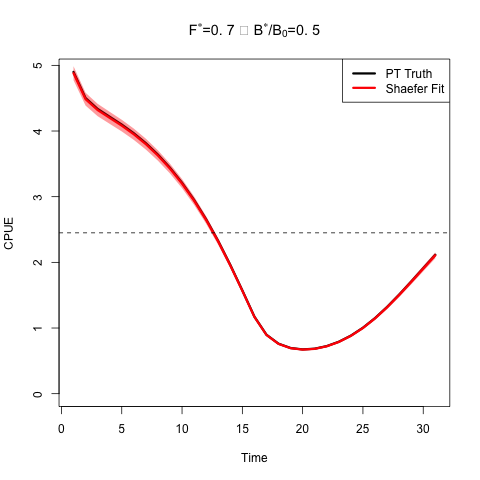 F*=0. 7 □ B*/B₀=0. 5
PT Truth
Shaefer Fit
CPUE
5
4
3
2
1
0
0 5 10 15 20 25 30
Time